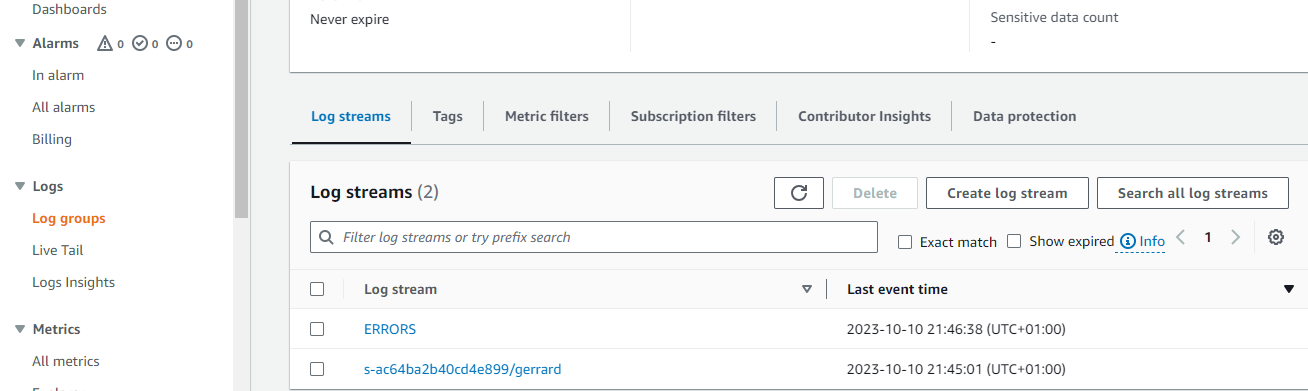 Dashboards
Alarms 0 0 0
In alarm
All alarms
Billing
Logs
Log groups
Live Tail
Logs Insights
Metrics
All metrics
Never expire
Sensitive data count
-
Log streams
Tags
Metric filters
Subscription filters
Contributor Insights
Data protection
Log streams (2)
Delete
Create log stream
Search all log streams
Filter log streams or try prefix search
Exact match
Show expired
Info
1
Log stream
Last event time
ERRORS
2023-10-10 21:46:38 (UTC+01:00)
s-ac64ba2b40cd4e899/gerrard
2023-10-10 21:45:01 (UTC+01:00)